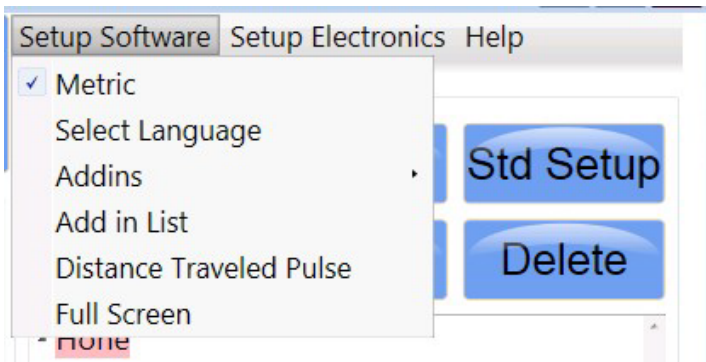 Setup Software Setup Electronics Help
Metric
Select Language
Addins
Std Setup
Add in List
Distance Traveled Pulse
Delete
Full Screen